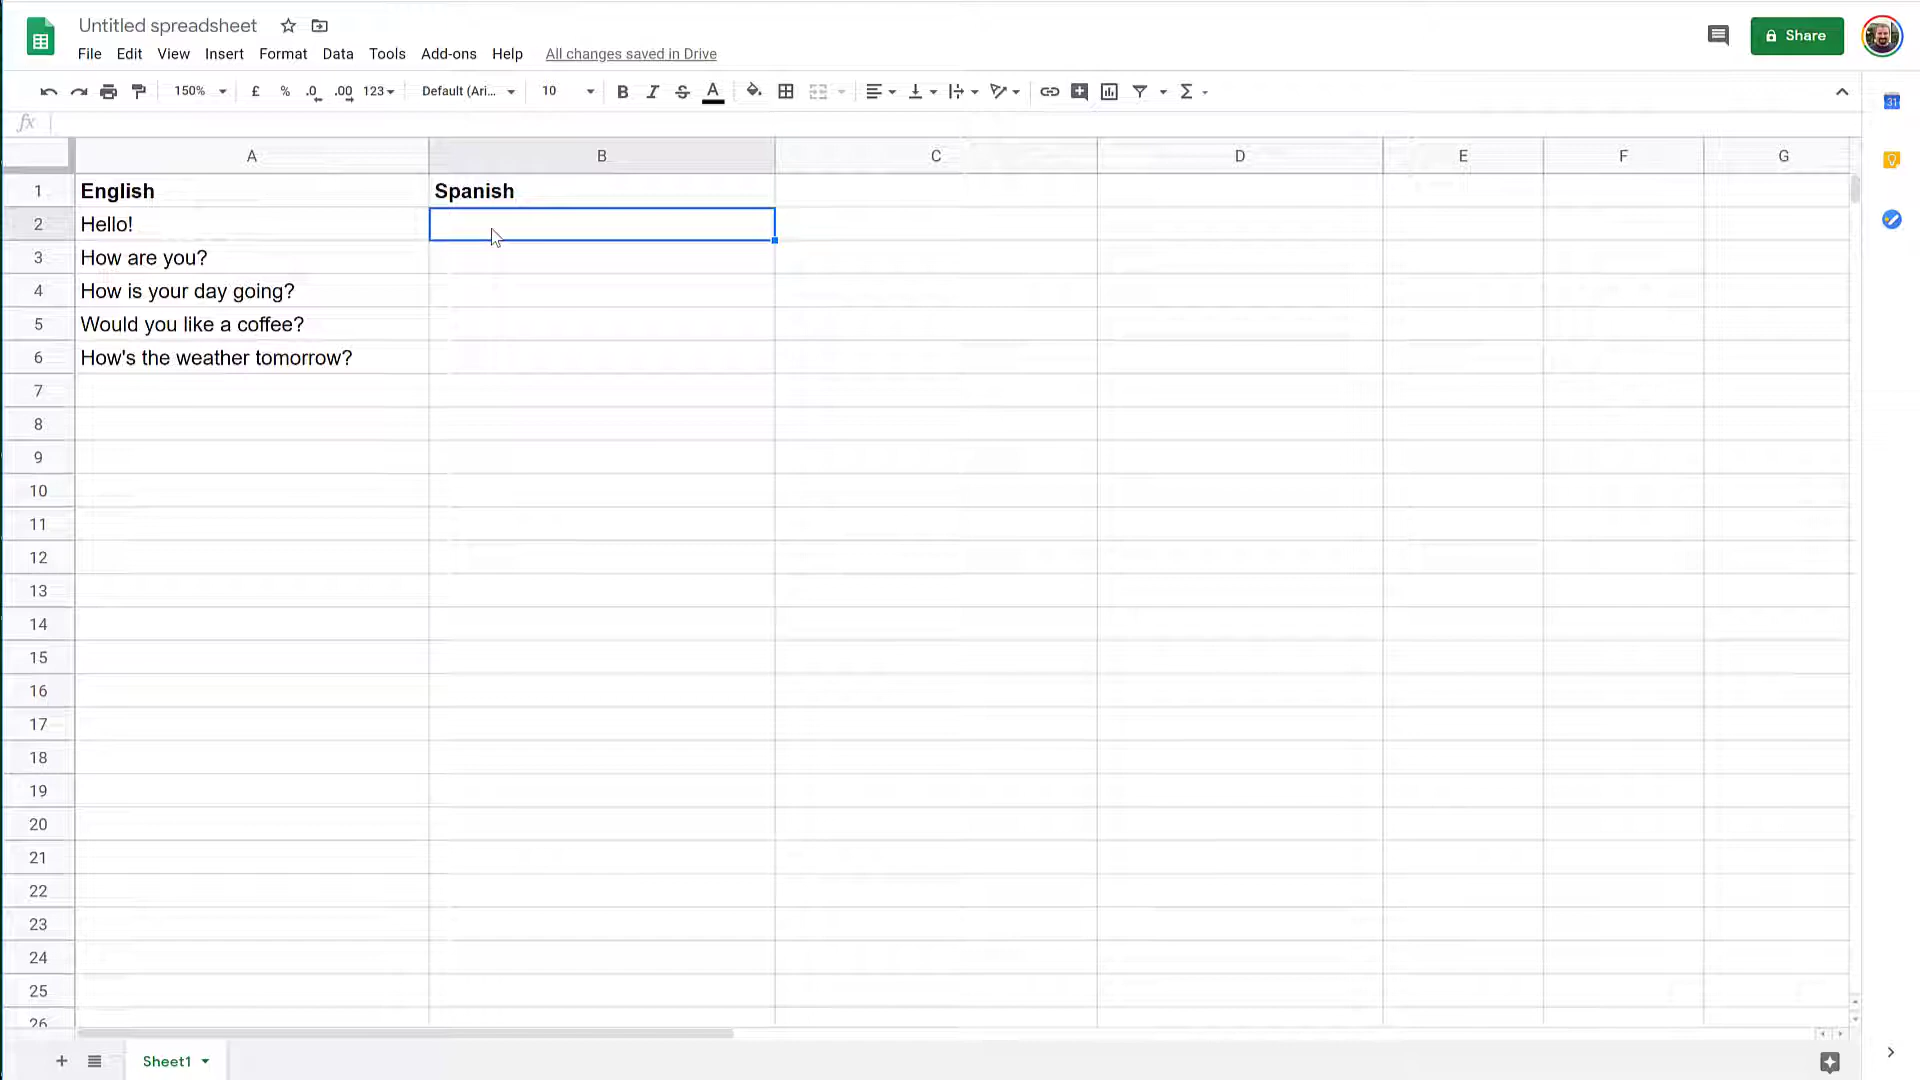 Untitled spreadsheet
File Edit View Insert Format Data Tools Add-ons Help All changes saved in Drive
Share
150% £ % .0 .00 123 Default (Ari... 10 B I S A Σ
31
fx
A B C D E F G
1 English Spanish
2 Hello!
3 How are you?
4 How is your day going?
5 Would you like a coffee?
6 How's the weather tomorrow?
7
8
9
10
11
12
13
14
15
16
17
18
19
20
21
22
23
24
25
26
Sheet1